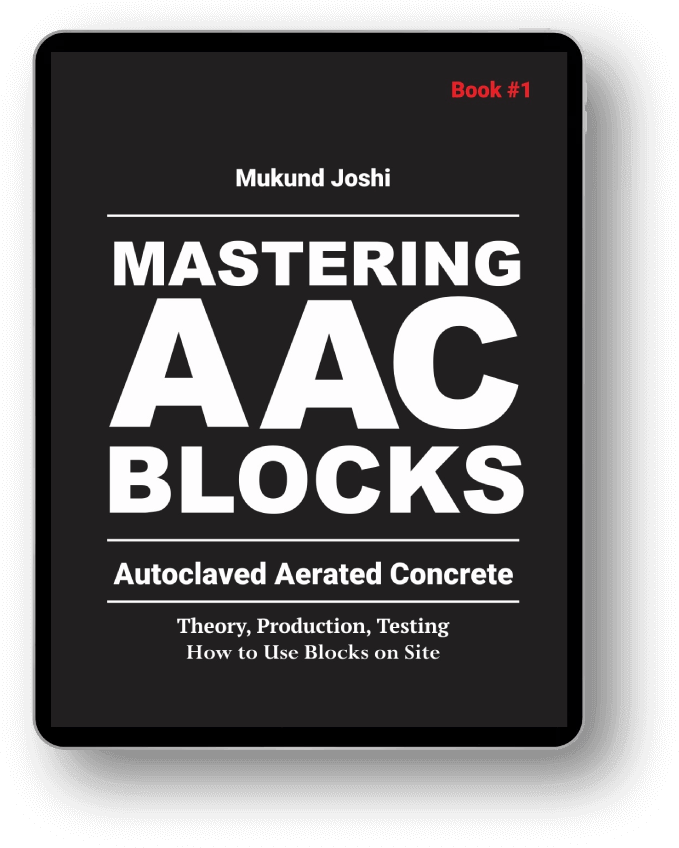 Book #1
Mukund Joshi
MASTERING
AAC
BLOCKS
Autoclaved Aerated Concrete
Theory, Production, Testing
How to Use Blocks on Site